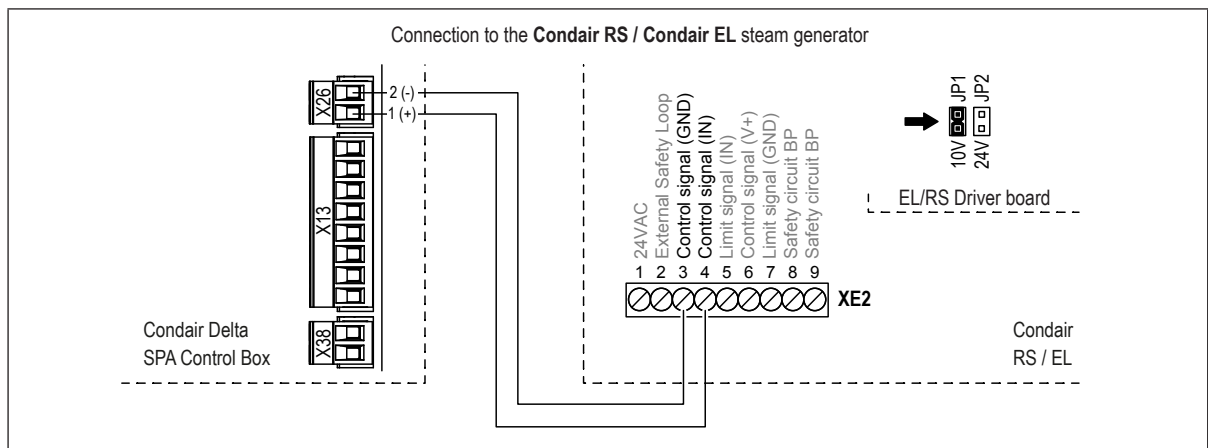 Connection to the Condair RS / Condair EL steam generator
X26
2 (-)
1 (+)
X13
X38
Condair Delta
SPA Control Box
24VAC
External Safety Loop
Control signal (GND)
Control signal (IN)
Limit signal (IN)
Control signal (V+)
Limit signal (GND)
Safety circuit BP
Safety circuit BP
1 2 3 4 5 6 7 8 9
XE2
10V JP1
24V JP2
EL/RS Driver board
Condair
RS / EL